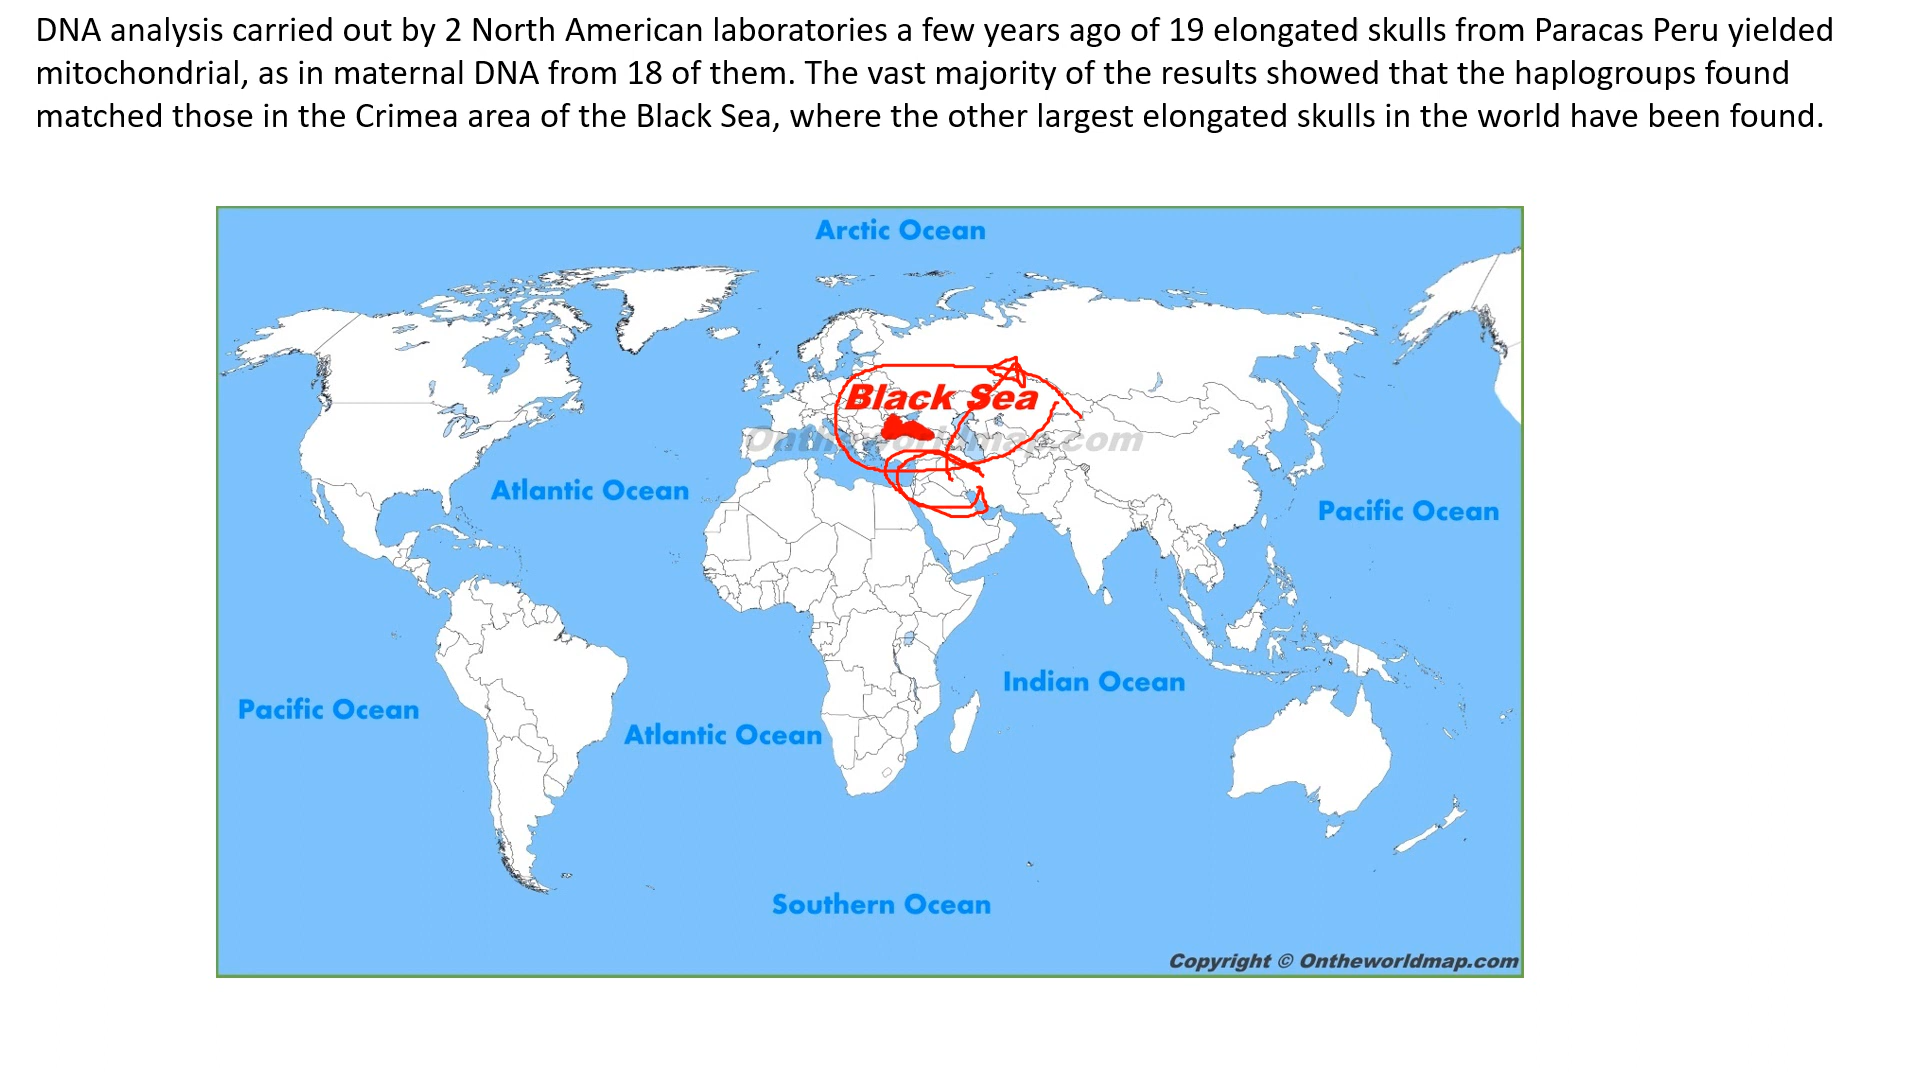 DNA analysis carried out by 2 North American laboratories a few years ago of 19 elongated skulls from Paracas Peru yielded
mitochondrial, as in maternal DNA from 18 of them. The vast majority of the results showed that the haplogroups found
matched those in the Crimea area of the Black Sea, where the other largest elongated skulls in the world have been found.
Arctic Ocean
Black Sea
Ontheworldmap.com
Atlantic Ocean
Pacific Ocean
Indian Ocean
Pacific Ocean
Atlantic Ocean
Southern Ocean
Copyright © Ontheworldmap.com